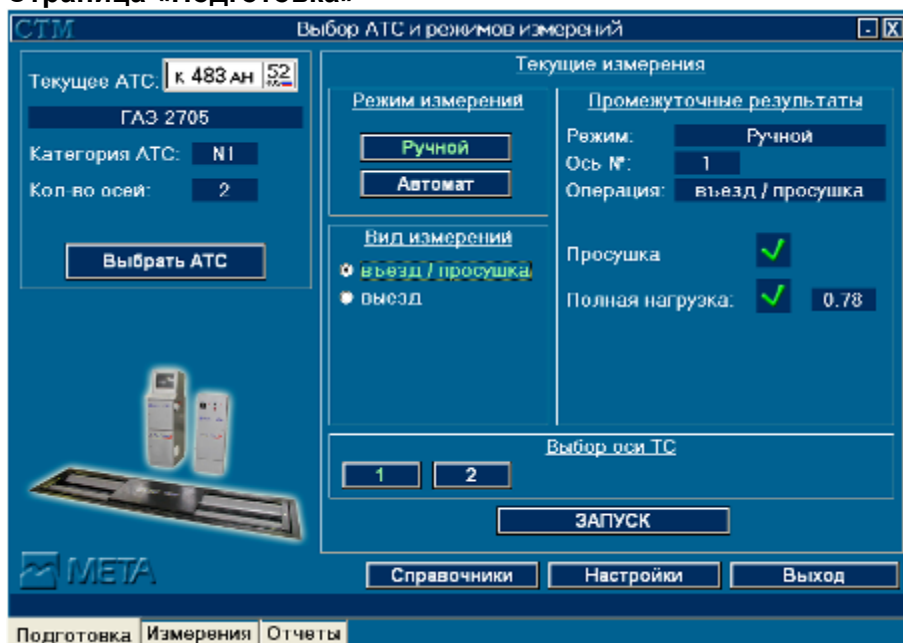 Страница «Подготовка»
СТМ
Выбор АТС и режимов измерений
Текущее АТС: к 483 ан 52
ГАЗ 2705
Категория АТС: N1
Кол-во осей: 2
Выбрать АТС
МЕТА
Текущие измерения
Режим измерений
Ручной
Автомат
Вид измерений
въезд / просушка
выезд
Промежуточные результаты
Режим: Ручной
Ось №: 1
Операция: въезд / просушка
Просушка
Полная нагрузка: 0.78
Выбор оси ТС
1 2
ЗАПУСК
Справочники Настройки Выход
Подготовка Измерения Отчеты